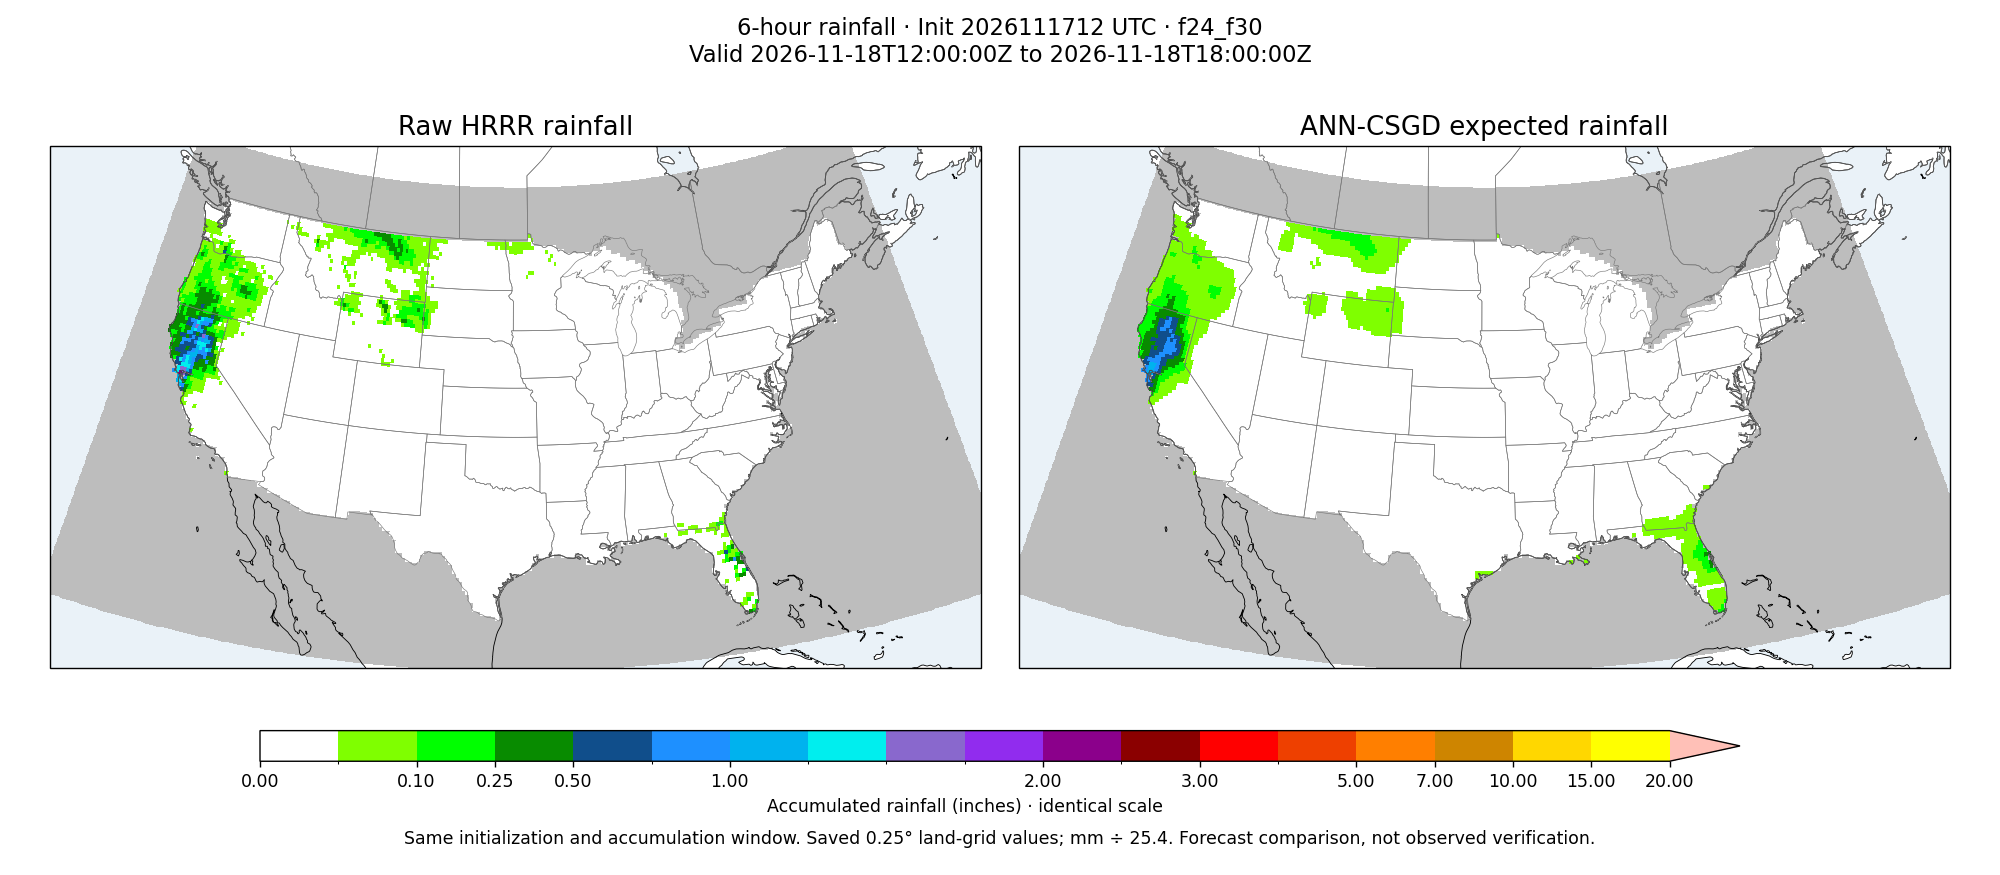 6-hour rainfall · Init 2026111712 UTC · f24_f30
Valid 2026-11-18T12:00:00Z to 2026-11-18T18:00:00Z
Raw HRRR rainfall
ANN-CSGD expected rainfall
0.00 0.10 0.25 0.50 1.00 2.00 3.00 5.00 7.00 10.00 15.00 20.00
Accumulated rainfall (inches) · identical scale
Same initialization and accumulation window. Saved 0.25° land-grid values; mm ÷ 25.4. Forecast comparison, not observed verification.